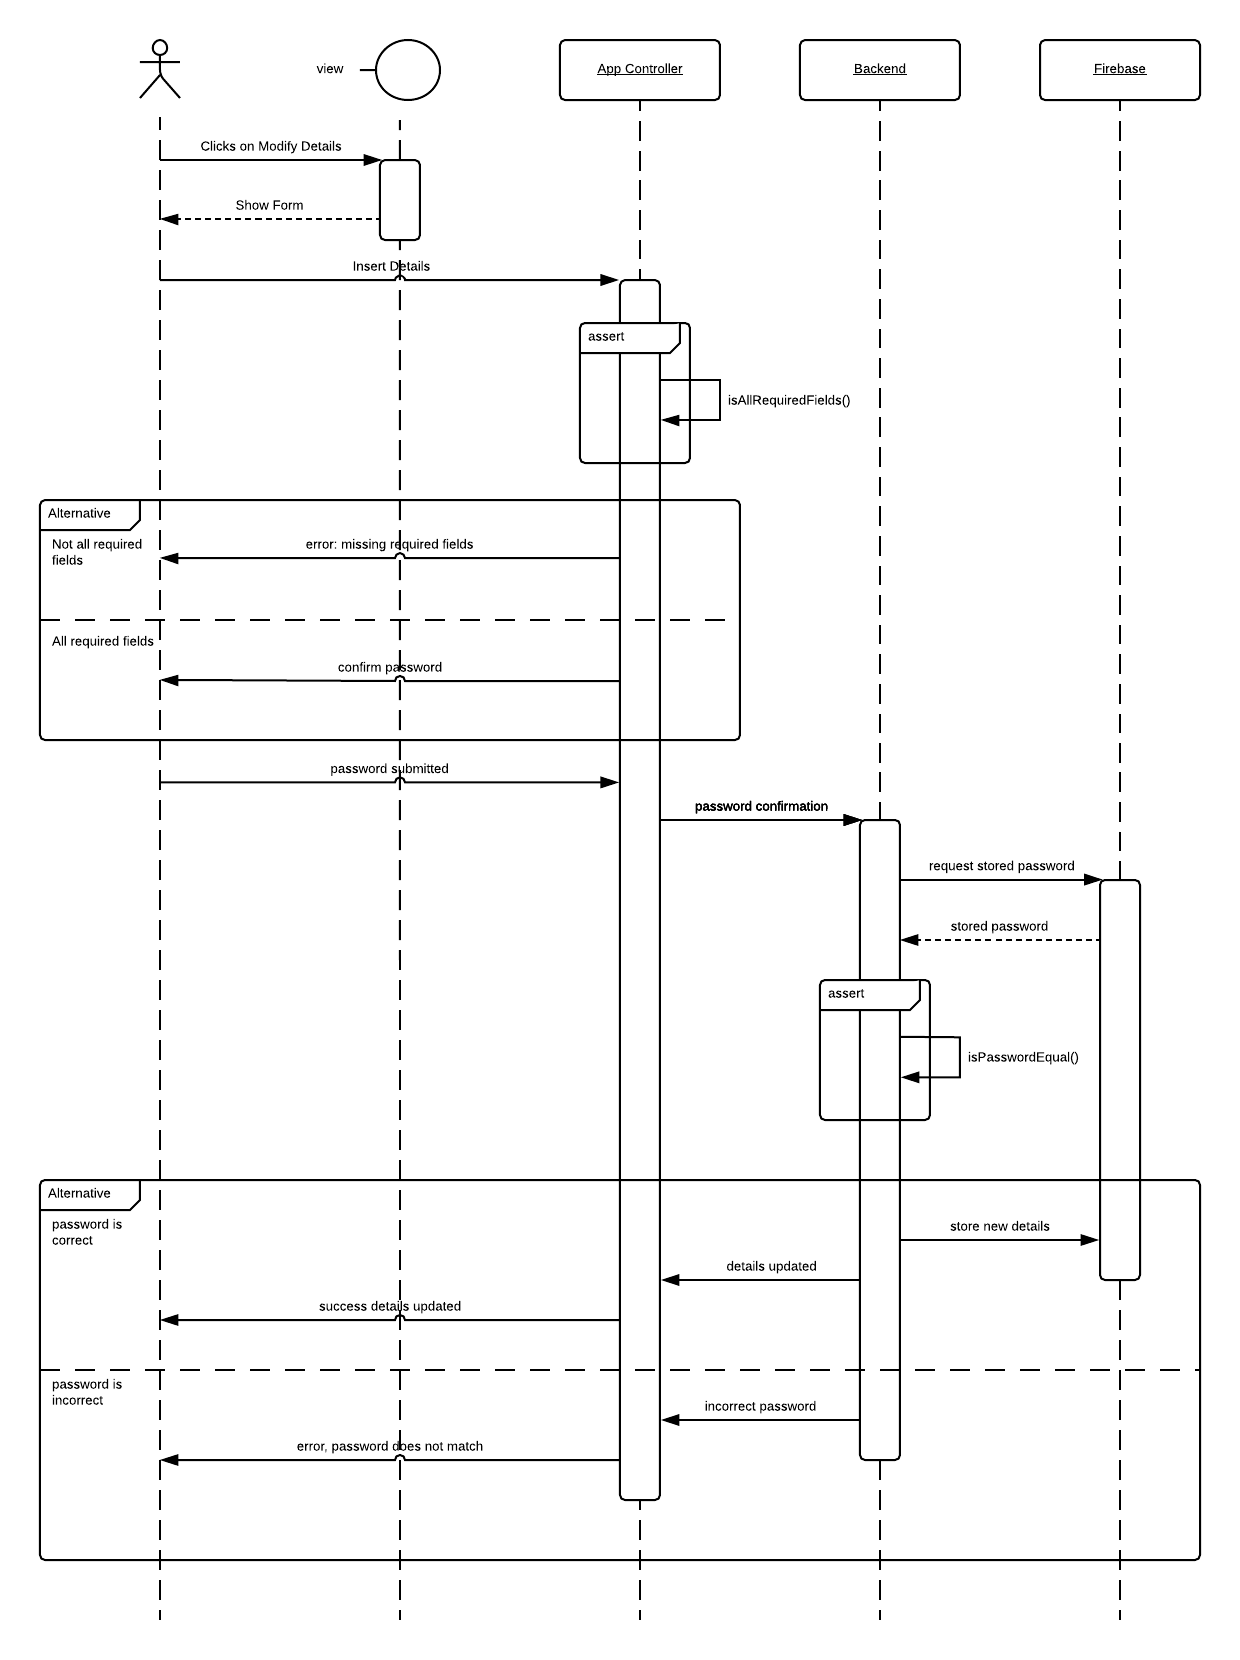 view
App Controller
Backend
Firebase
Clicks on Modify Details
Show Form
Insert Details
assert
isAllRequiredFields()
Alternative
Not all required
fields
error: missing required fields
All required fields
confirm password
password submitted
password confirmation
request stored password
stored password
assert
isPasswordEqual()
Alternative
password is
correct
store new details
details updated
success details updated
password is
incorrect
incorrect password
error, password does not match